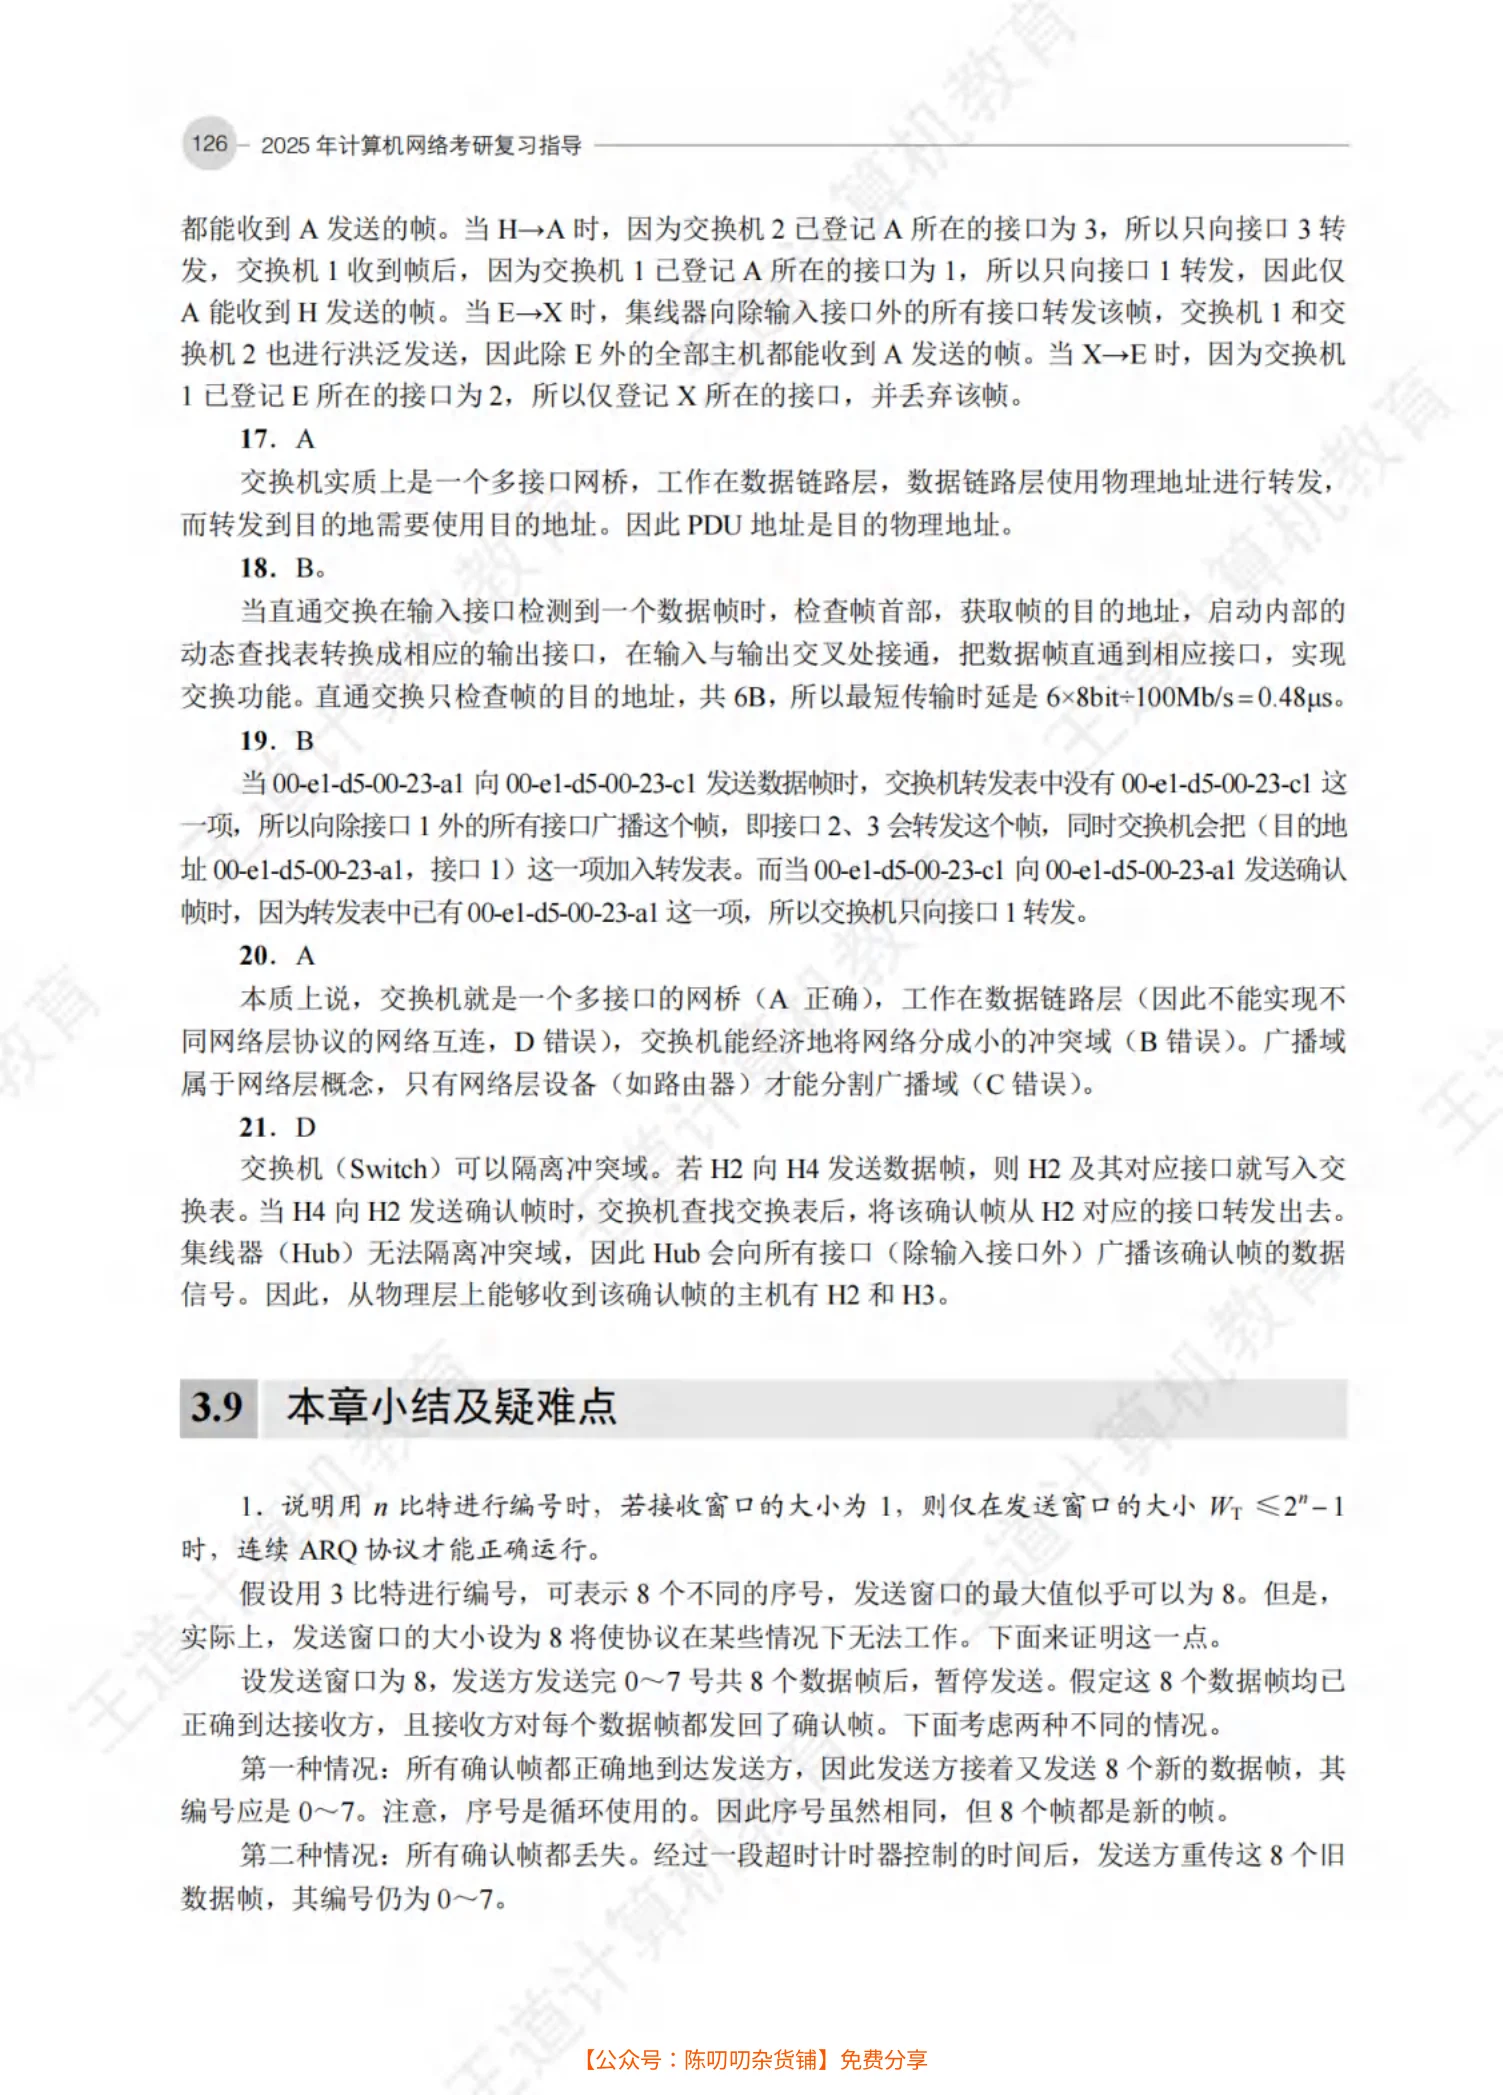 126 2025 年计算机网络考研复习指导
都能收到 A 发送的帧。当 H→A 时，因为交换机 2 已登记 A 所在的接口为 3，所以只向接口 3 转
发，交换机 1 收到帧后，因为交换机 1 已登记 A 所在的接口为 1，所以只向接口 1 转发，因此仅
A 能收到 H 发送的帧。当 E→X 时，集线器向除输入接口外的所有接口转发该帧，交换机 1 和交
换机 2 也进行洪泛发送，因此除 E 外的全部主机都能收到 A 发送的帧。当 X→E 时，因为交换机
1 已登记 E 所在的接口为 2，所以仅登记 X 所在的接口，并丢弃该帧。
17．A
交换机实质上是一个多接口网桥，工作在数据链路层，数据链路层使用物理地址进行转发，
而转发到目的地需要使用目的地址。因此 PDU 地址是目的物理地址。
18．B。
当直通交换在输入接口检测到一个数据帧时，检查帧首部，获取帧的目的地址，启动内部的
动态查找表转换成相应的输出接口，在输入与输出交叉处接通，把数据帧直通到相应接口，实现
交换功能。直通交换只检查帧的目的地址，共 6B，所以最短传输时延是 6×8bit÷100Mb/s=0.48μs。
19．B
当 00-e1-d5-00-23-a1 向 00-e1-d5-00-23-c1 发送数据帧时，交换机转发表中没有 00-e1-d5-00-23-c1 这
一项，所以向除接口 1 外的所有接口广播这个帧，即接口 2、3 会转发这个帧，同时交换机会把（目的地
址 00-e1-d5-00-23-a1，接口 1）这一项加入转发表。而当 00-e1-d5-00-23-c1 向 00-e1-d5-00-23-a1 发送确认
帧时，因为转发表中已有 00-e1-d5-00-23-a1 这一项，所以交换机只向接口 1 转发。
20．A
本质上说，交换机就是一个多接口的网桥（A 正确），工作在数据链路层（因此不能实现不
同网络层协议的网络互连，D 错误），交换机能经济地将网络分成小的冲突域（B 错误）。广播域
属于网络层概念，只有网络层设备（如路由器）才能分割广播域（C 错误）。
21．D
交换机（Switch）可以隔离冲突域。若 H2 向 H4 发送数据帧，则 H2 及其对应接口就写入交
换表。当 H4 向 H2 发送确认帧时，交换机查找交换表后，将该确认帧从 H2 对应的接口转发出去。
集线器（Hub）无法隔离冲突域，因此 Hub 会向所有接口（除输入接口外）广播该确认帧的数据
信号。因此，从物理层上能够收到该确认帧的主机有 H2 和 H3。
3.9 本章小结及疑难点
1．说明用 n 比特进行编号时，若接收窗口的大小为 1，则仅在发送窗口的大小 W_T ≤2^n−1
时，连续 ARQ 协议才能正确运行。
假设用 3 比特进行编号，可表示 8 个不同的序号，发送窗口的最大值似乎可以为 8。但是，
实际上，发送窗口的大小设为 8 将使协议在某些情况下无法工作。下面来证明这一点。
设发送窗口为 8，发送方发送完 0～7 号共 8 个数据帧后，暂停发送。假定这 8 个数据帧均已
正确到达接收方，且接收方对每个数据帧都发回了确认帧。下面考虑两种不同的情况。
第一种情况：所有确认帧都正确地到达发送方，因此发送方接着又发送 8 个新的数据帧，其
编号应是 0～7。注意，序号是循环使用的。因此序号虽然相同，但 8 个帧都是新的帧。
第二种情况：所有确认帧都丢失。经过一段超时计时器控制的时间后，发送方重传这 8 个旧
数据帧，其编号仍为 0～7。
【公众号：陈叨叨杂货铺】免费分享
王道计算机教育